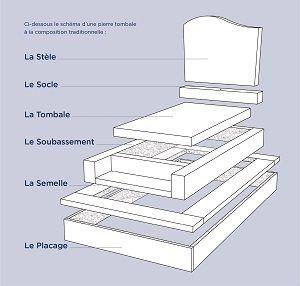 Ci-dessous le schéma d'une pierre tombale
à la composition traditionnelle :
La Stèle
Le Socle
La Tombale
Le Soubassement
La Semelle
Le Placage